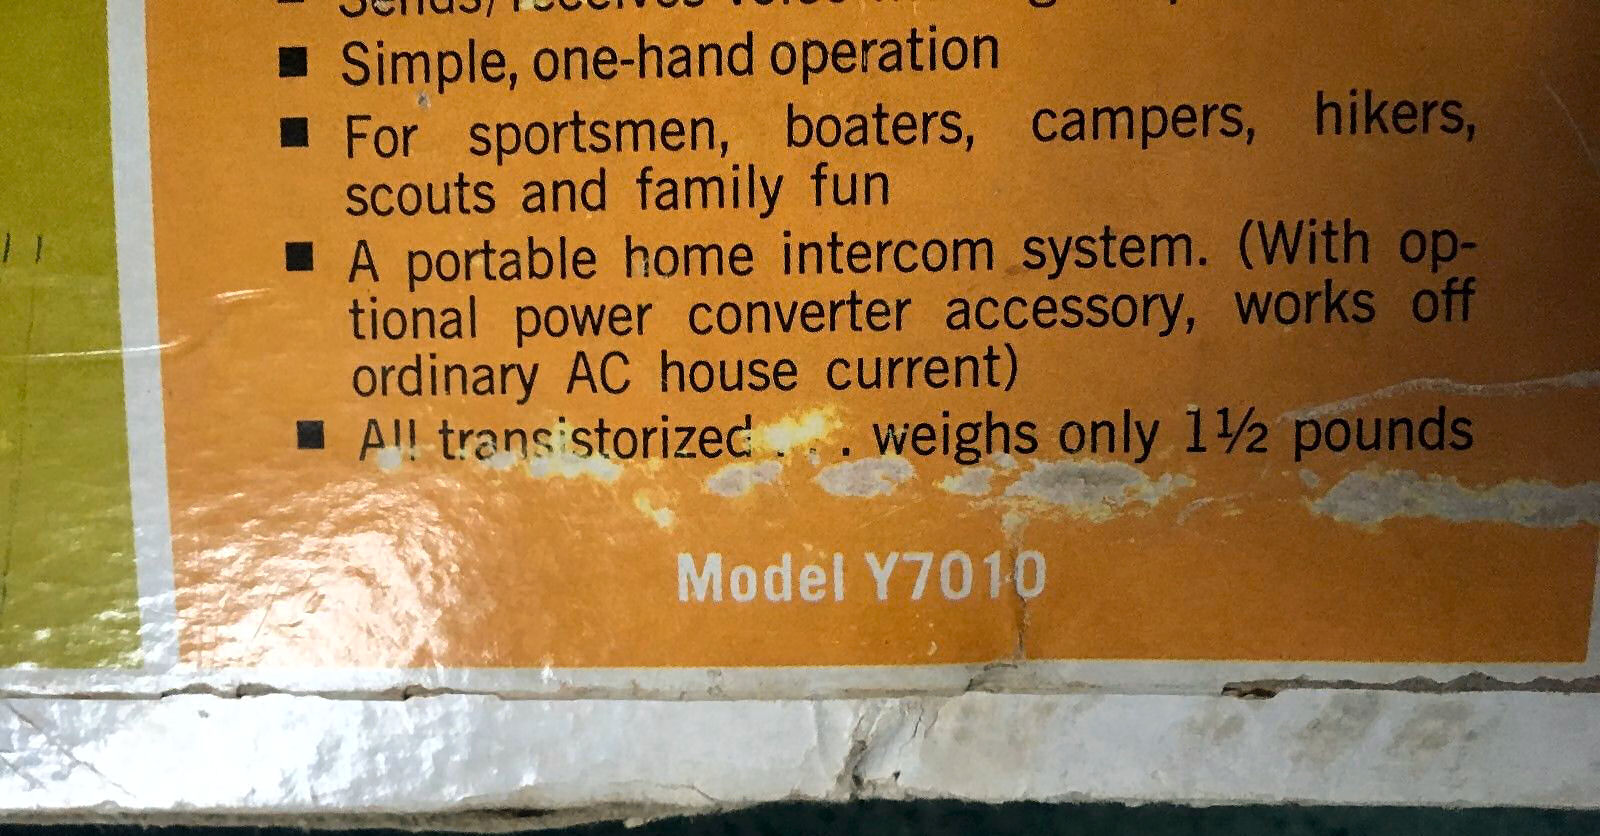 ■ Simple, one-hand operation
■ For sportsmen, boaters, campers, hikers,
scouts and family fun
■ A portable home intercom system. (With op-
tional power converter accessory, works off
ordinary AC house current)
■ All transistorized . . . weighs only 1½ pounds
Model Y7010